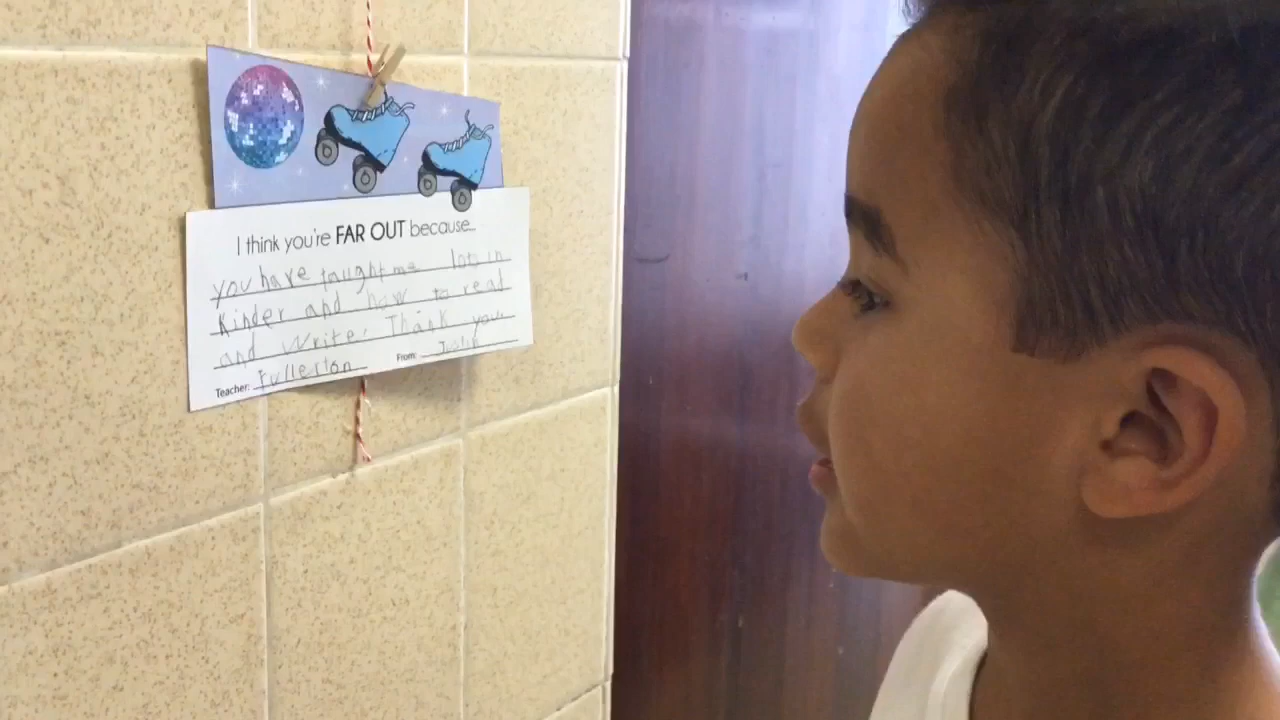 I think you're FAR OUT because...
you have taught me lots in
Kinder and how to read
and write. Thank you
Teacher: Fullerton From: Justin